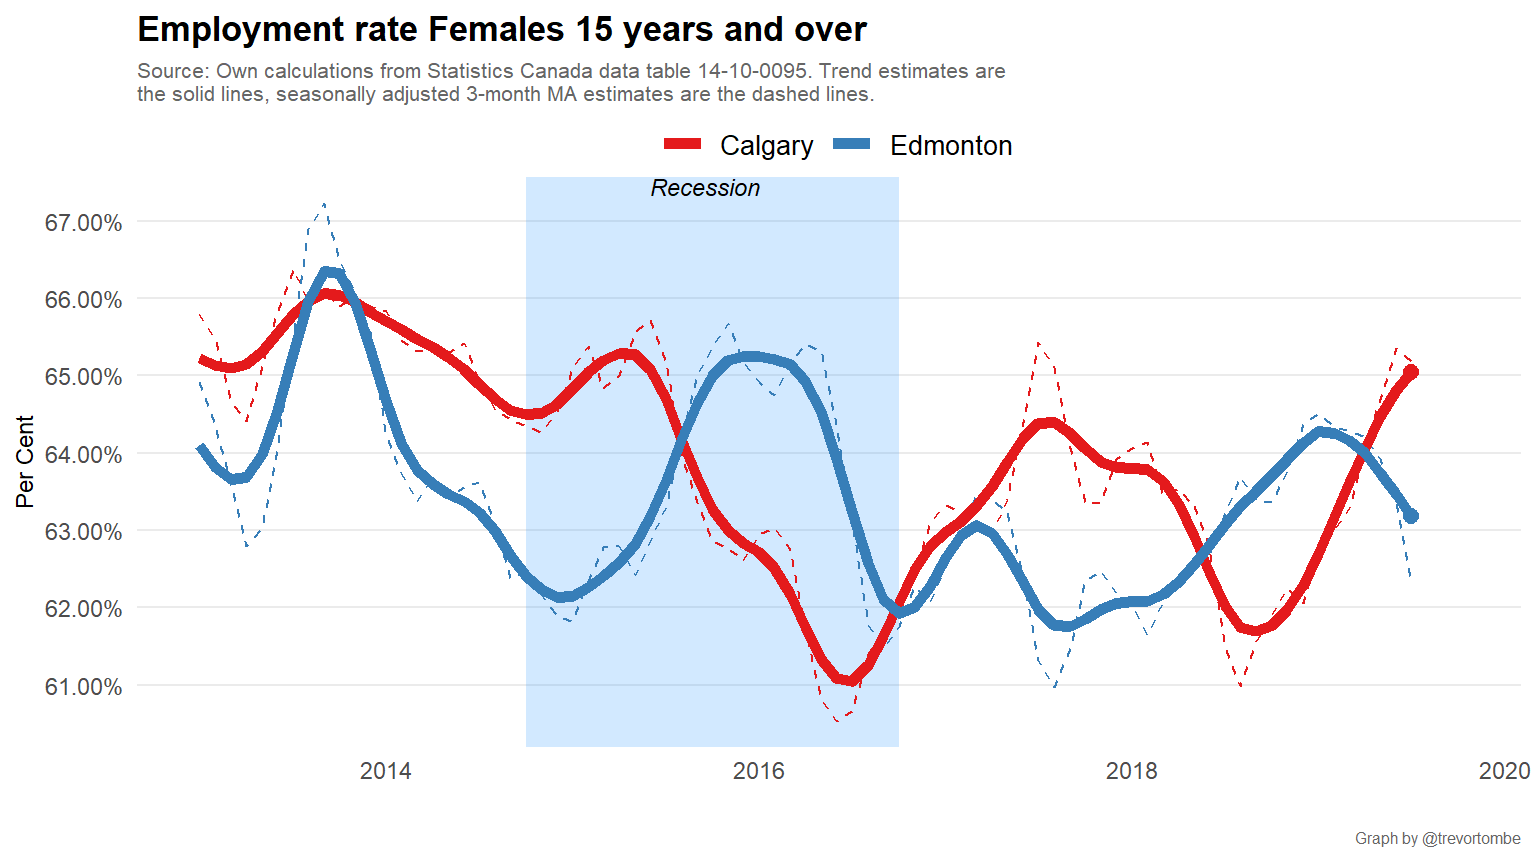 Employment rate Females 15 years and over
Source: Own calculations from Statistics Canada data table 14-10-0095. Trend estimates are
the solid lines, seasonally adjusted 3-month MA estimates are the dashed lines.
Calgary Edmonton
Recession
67.00%
66.00%
65.00%
64.00%
63.00%
62.00%
61.00%
Per Cent
2014 2016 2018 2020
Graph by @trevortombe